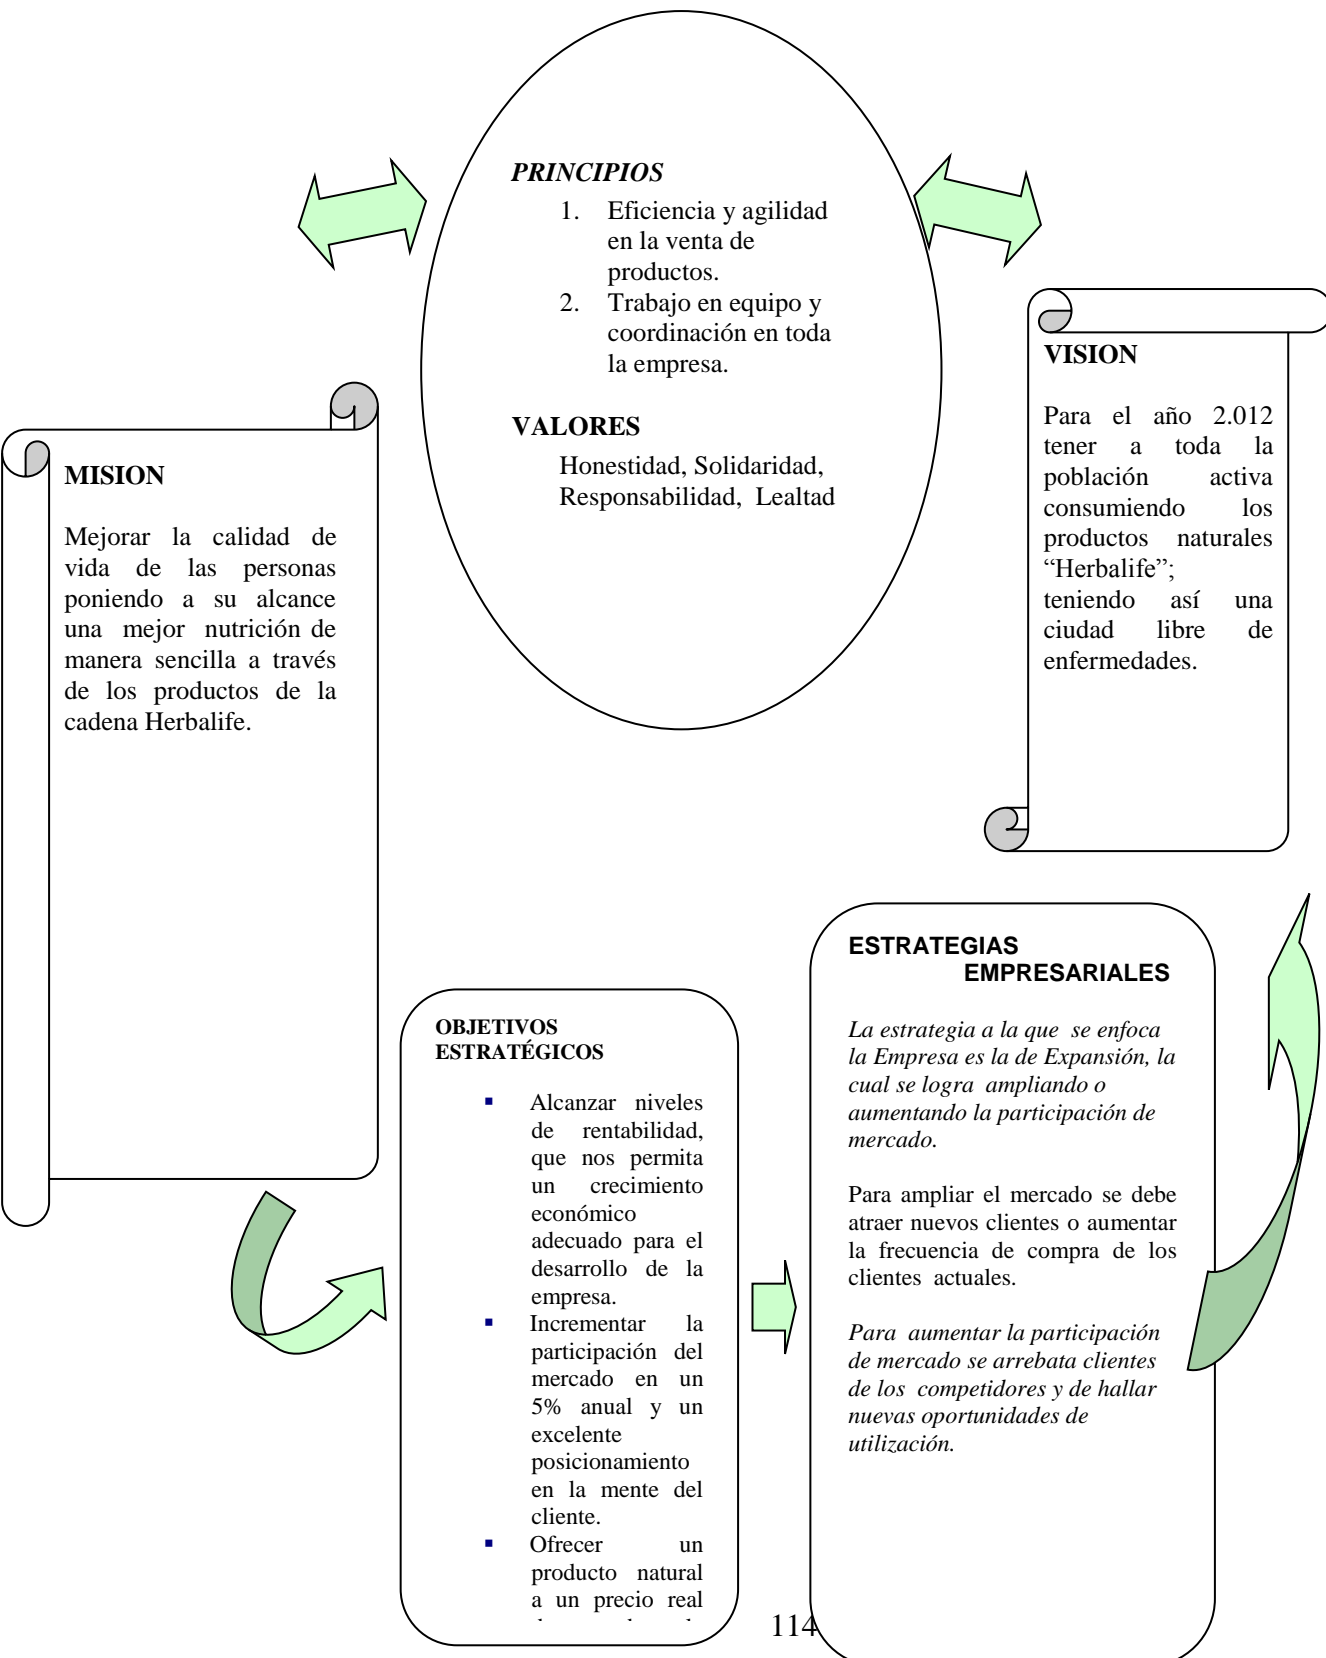 PRINCIPIOS
1. Eficiencia y agilidad
en la venta de
productos.
2. Trabajo en equipo y
coordinación en toda
la empresa.
VALORES
Honestidad, Solidaridad,
Responsabilidad, Lealtad
MISION
Mejorar la calidad de
vida de las personas
poniendo a su alcance
una mejor nutrición de
manera sencilla a través
de los productos de la
cadena Herbalife.
VISION
Para el año 2.012
tener a toda la
población activa
consumiendo los
productos naturales
“Herbalife”;
teniendo así una
ciudad libre de
enfermedades.
OBJETIVOS
ESTRATÉGICOS
▪ Alcanzar niveles
de rentabilidad,
que nos permita
un crecimiento
económico
adecuado para el
desarrollo de la
empresa.
▪ Incrementar la
participación del
mercado en un
5% anual y un
excelente
posicionamiento
en la mente del
cliente.
▪ Ofrecer un
producto natural
a un precio real
ESTRATEGIAS
EMPRESARIALES
La estrategia a la que se enfoca
la Empresa es la de Expansión, la
cual se logra ampliando o
aumentando la participación de
mercado.
Para ampliar el mercado se debe
atraer nuevos clientes o aumentar
la frecuencia de compra de los
clientes actuales.
Para aumentar la participación
de mercado se arrebata clientes
de los competidores y de hallar
nuevas oportunidades de
utilización.
114